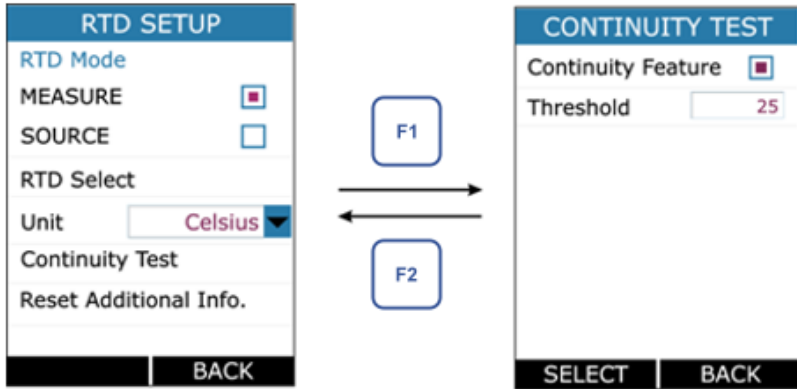 RTD SETUP
RTD Mode
MEASURE
SOURCE
RTD Select
Unit Celsius
Continuity Test
Reset Additional Info.
BACK
F1
F2
CONTINUITY TEST
Continuity Feature
Threshold 25
SELECT BACK